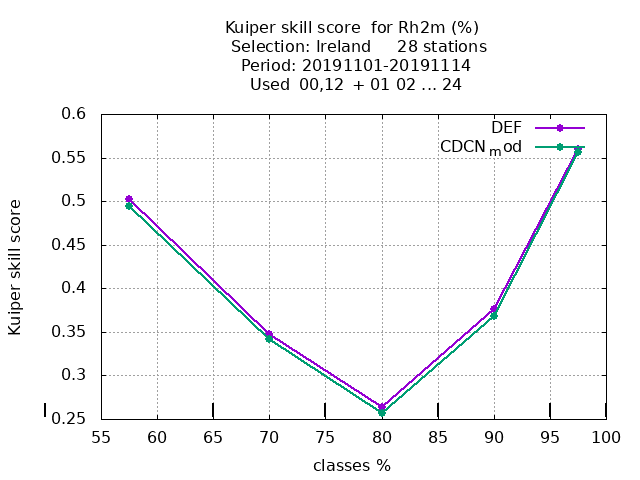 Kuiper skill score  for Rh2m (%)
Selection: Ireland     28 stations
Period: 20191101-20191114
Used  00,12  + 01 02 ... 24
DEF
CDCN_mod
Kuiper skill score
0.6
0.55
0.5
0.45
0.4
0.35
0.3
0.25
55 60 65 70 75 80 85 90 95 100
classes %